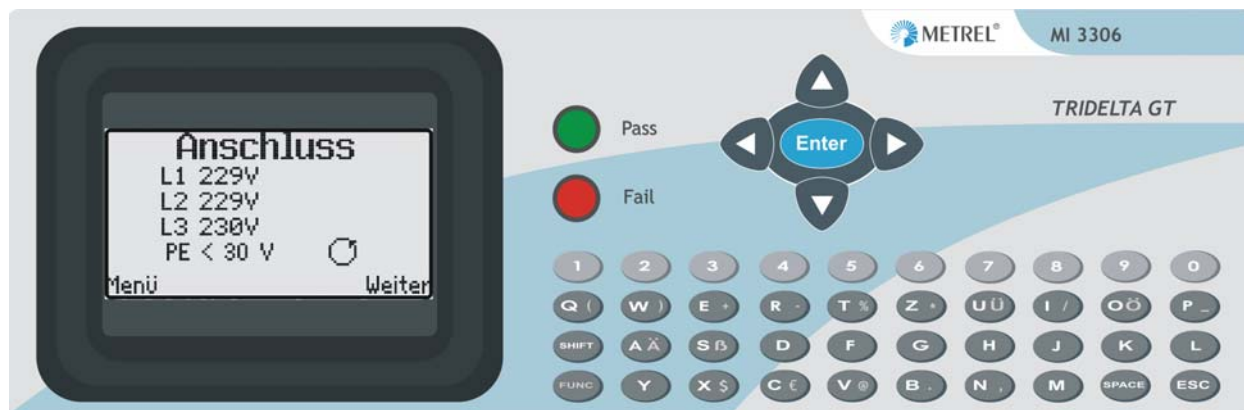 METREL® MI 3306
TRIDELTA GT
Anschluss
L1 229V
L2 229V
L3 230V
PE < 30 V
Menü Weiter
Pass
Fail
Enter
1 2 3 4 5 6 7 8 9 0
Q ( W ) E + R - T % Z * U Ü I / O Ö P _
SHIFT A Ä S ß D F G H J K L
FUNC Y X $ C € V @ B . N , M SPACE ESC